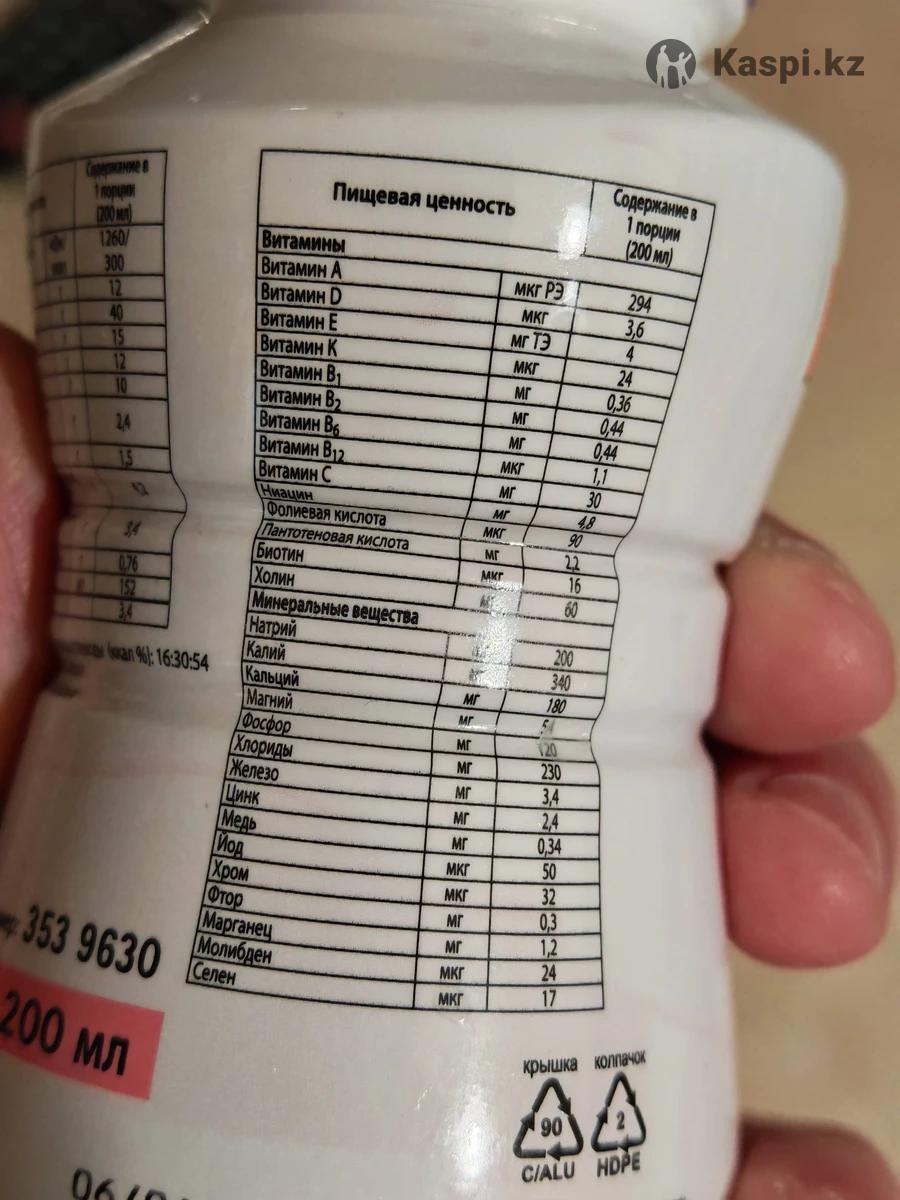 Kaspi.kz
Содержание в
1 порции
(200 мл)
1260/
300
12
40
15
12
10
2,4
1,5
3,4
0,76
152
3,4
(ккал %): 16:30:54
Пищевая ценность Содержание в
1 порции
(200 мл)
Витамины
Витамин А мкг РЭ 294
Витамин D мкг 3,6
Витамин Е мг ТЭ 4
Витамин К мкг 24
Витамин B1 мг 0,36
Витамин B2 мг 0,44
Витамин B6 мг 0,44
Витамин B12 мкг 1,1
Витамин С мг 30
Ниацин мг 4,8
Фолиевая кислота мкг 90
Пантотеновая кислота мг 2,2
Биотин мкг 16
Холин 60
Минеральные вещества
Натрий 200
Калий 340
Кальций мг 180
Магний мг
Фосфор мг 120
Хлориды мг 230
Железо мг 3,4
Цинк мг 2,4
Медь мг 0,34
Йод мкг 50
Хром мкг 32
Фтор мг 0,3
Марганец мг 1,2
Молибден мкг 24
Селен мкг 17
353 9630
200 мл
крышка колпачок
90 2
C/ALU HDPE